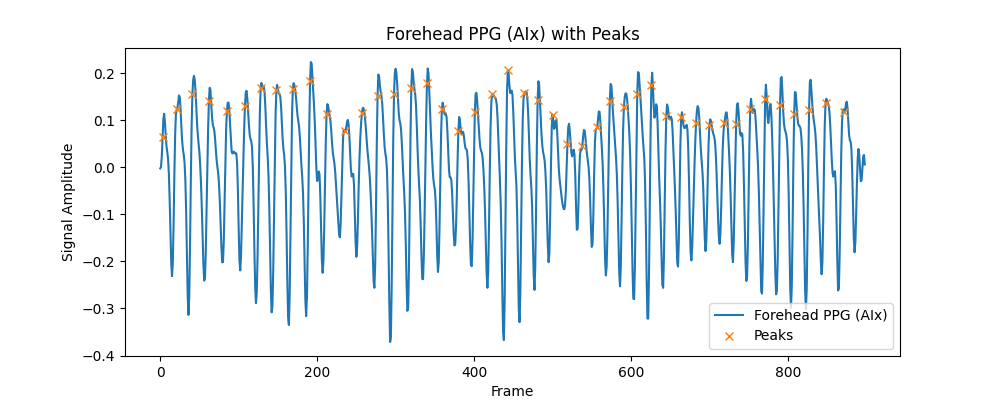 Forehead PPG (AIx) with Peaks
0.2
0.1
0.0
−0.1
−0.2
−0.3
−0.4
Signal Amplitude
0
200
400
600
800
Frame
Forehead PPG (AIx)
Peaks